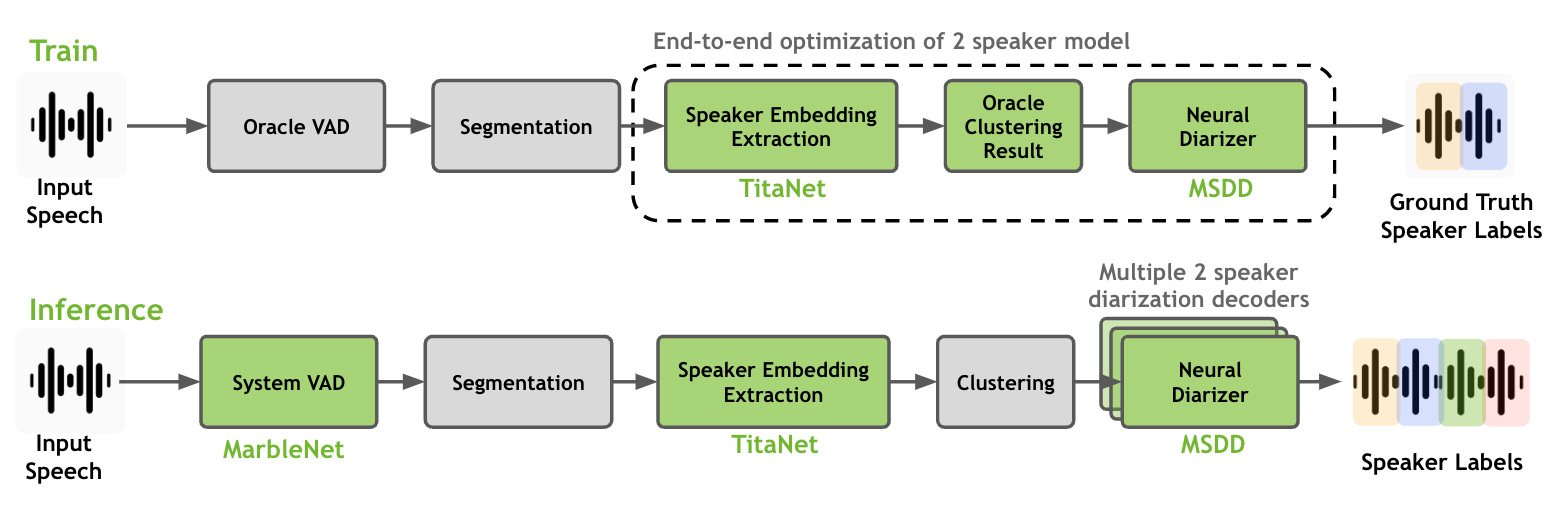 Train
End-to-end optimization of 2 speaker model
Input
Speech
Oracle VAD
Segmentation
Speaker Embedding
Extraction
TitaNet
Oracle
Clustering
Result
Neural
Diarizer
MSDD
Ground Truth
Speaker Labels
Inference
Multiple 2 speaker
diarization decoders
Input
Speech
System VAD
MarbleNet
Segmentation
Speaker Embedding
Extraction
TitaNet
Clustering
Neural
Diarizer
MSDD
Speaker Labels